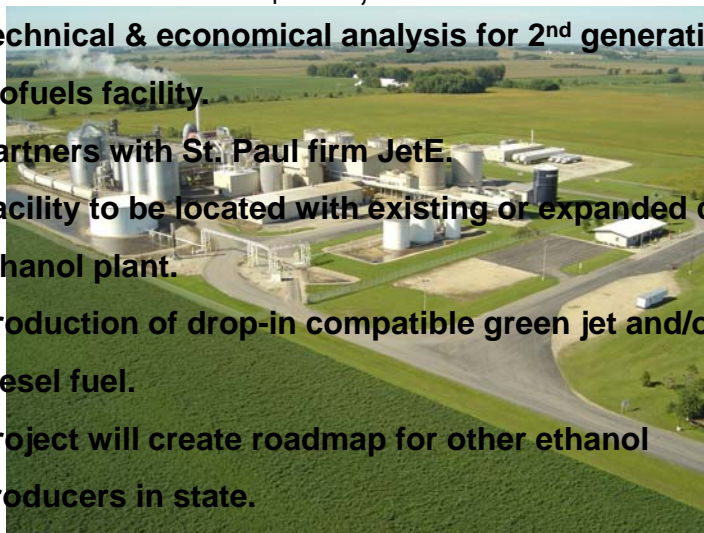 echnical & economical analysis for 2nd generati
ofuels facility.
artners with St. Paul firm JetE.
acility to be located with existing or expanded
hanol plant.
roduction of drop-in compatible green jet and/o
iesel fuel.
roject will create roadmap for other ethanol
roducers in state.